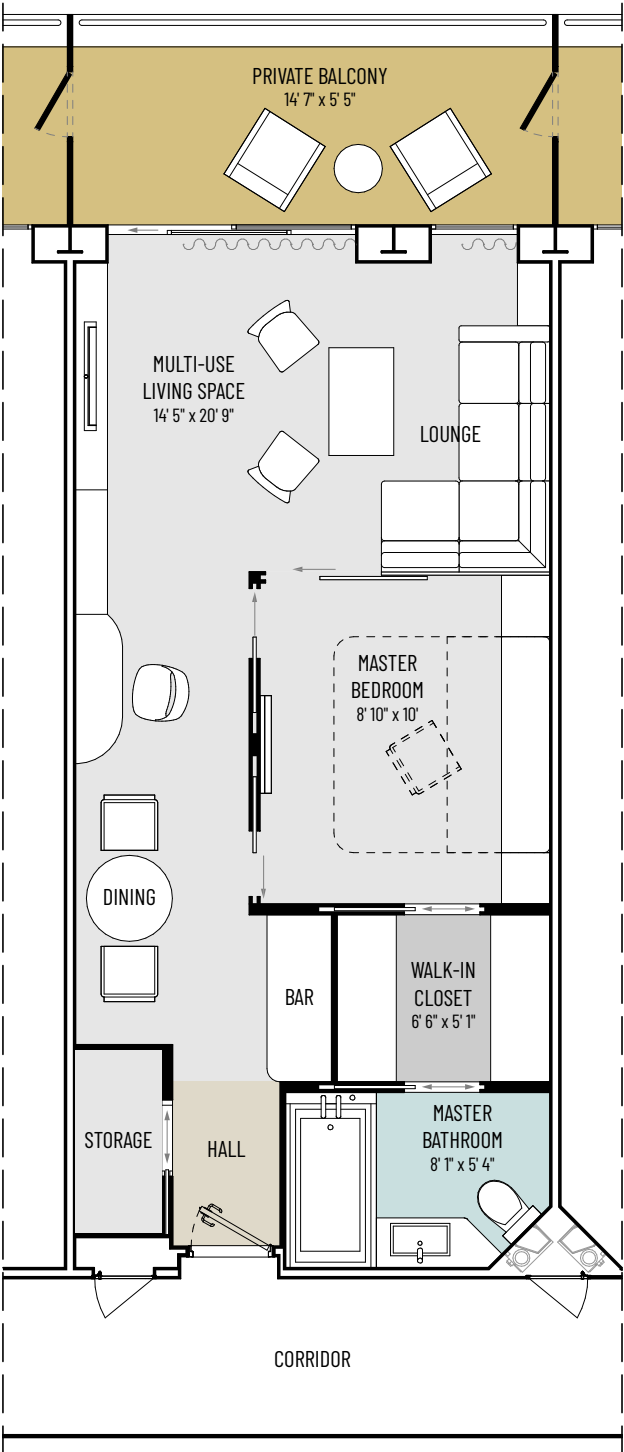 PRIVATE BALCONY
14' 7" x 5' 5"
MULTI-USE
LIVING SPACE
14' 5" x 20' 9"
LOUNGE
MASTER
BEDROOM
8' 10" x 10'
DINING
BAR
WALK-IN
CLOSET
6' 6" x 5' 1"
STORAGE
HALL
MASTER
BATHROOM
8' 1" x 5' 4"
CORRIDOR